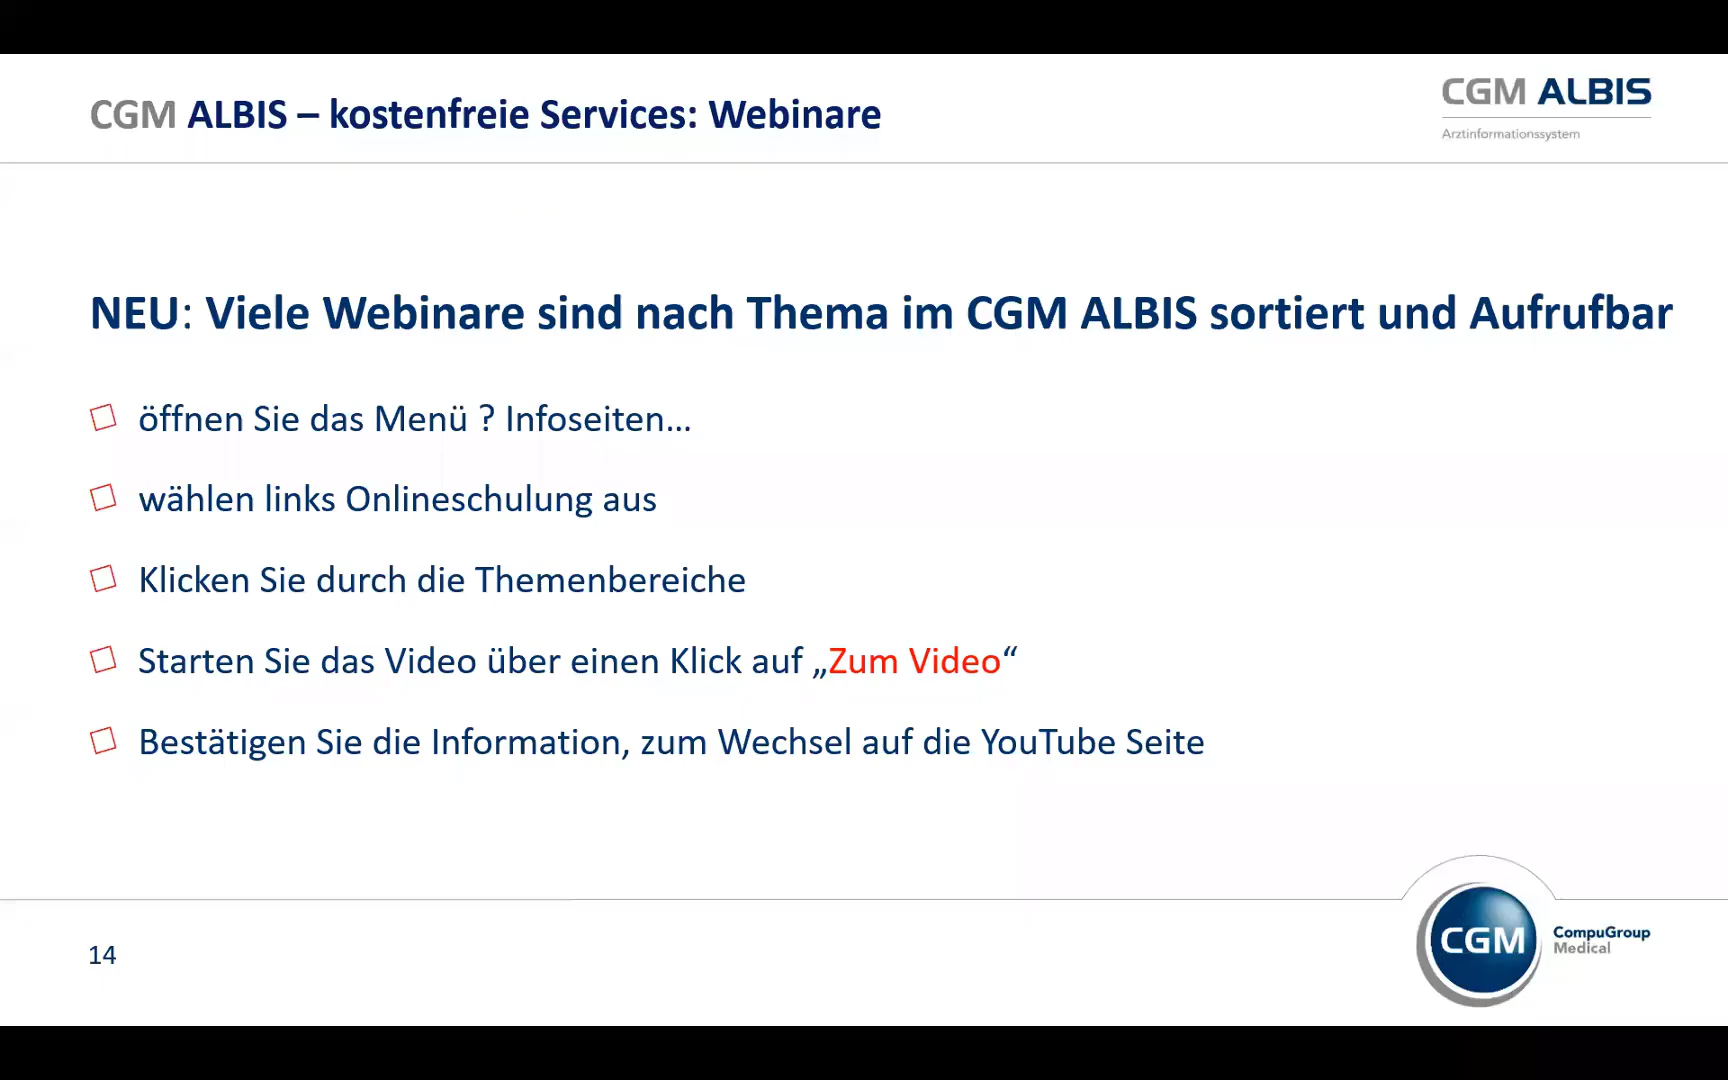 CGM ALBIS – kostenfreie Services: Webinare
CGM ALBIS
Arztinformationssystem
NEU: Viele Webinare sind nach Thema im CGM ALBIS sortiert und Aufrufbar
öffnen Sie das Menü ? Infoseiten...
wählen links Onlineschulung aus
Klicken Sie durch die Themenbereiche
Starten Sie das Video über einen Klick auf „Zum Video“
Bestätigen Sie die Information, zum Wechsel auf die YouTube Seite
14
CGM
CompuGroup
Medical